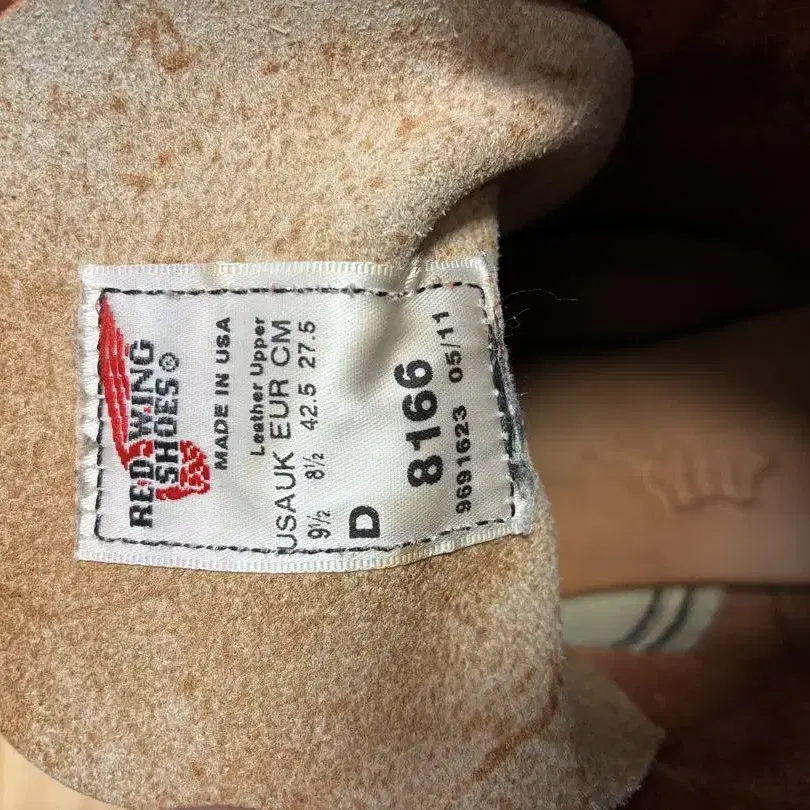 RED WING
SHOES®
MADE IN USA
Leather Upper
USA UK EUR CM
9½ 8½ 42.5 27.5
D
8166
9691623 05/11